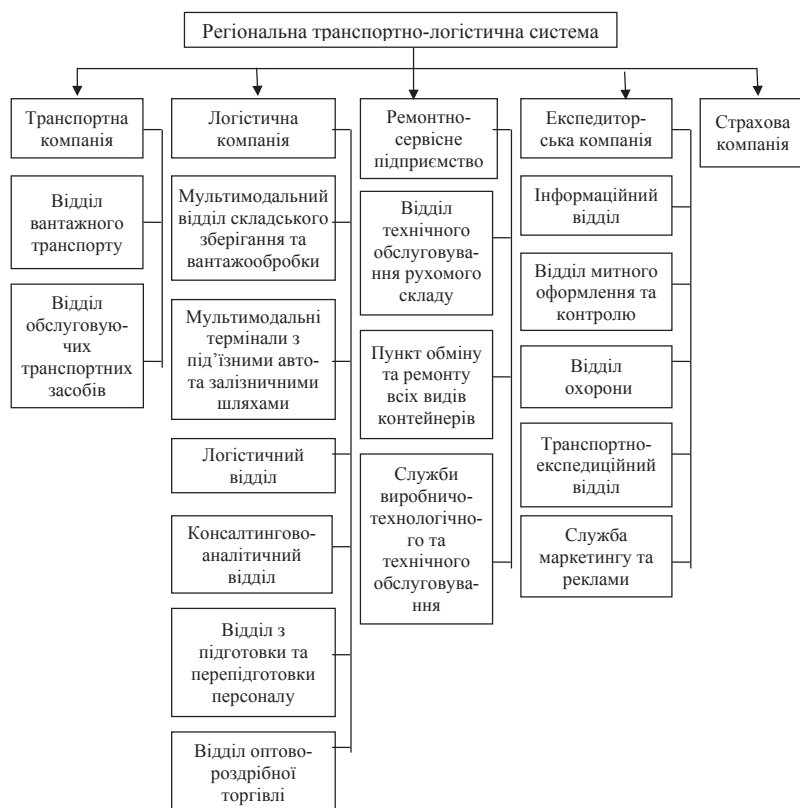 Регіональна транспортно-логістична система
Транспортна
компанія
Відділ
вантажного
транспорту
Відділ
обслуговую-
чих
транспортних
засобів
Логістична
компанія
Мультимодальний
відділ складського
зберігання та
вантажообробки
Мультимодальні
термінали з
під’їзними авто-
та залізничними
шляхами
Логістичний
відділ
Консалтингово-
аналітичний
відділ
Відділ з
підготовки та
перепідготовки
персоналу
Відділ оптово-
роздрібної
торгівлі
Ремонтно-
сервісне
підприємство
Відділ
технічного
обслуговува-
ння рухомого
складу
Пункт обміну
та ремонту
всіх видів
контейнерів
Служби
виробничо-
технологічно-
го та
технічного
обслуговува-
ння
Експедитор-
ська компанія
Інформаційний
відділ
Відділ митного
оформлення та
контролю
Відділ
охорони
Транспортно-
експедиційний
відділ
Служба
маркетингу та
реклами
Страхова
компанія